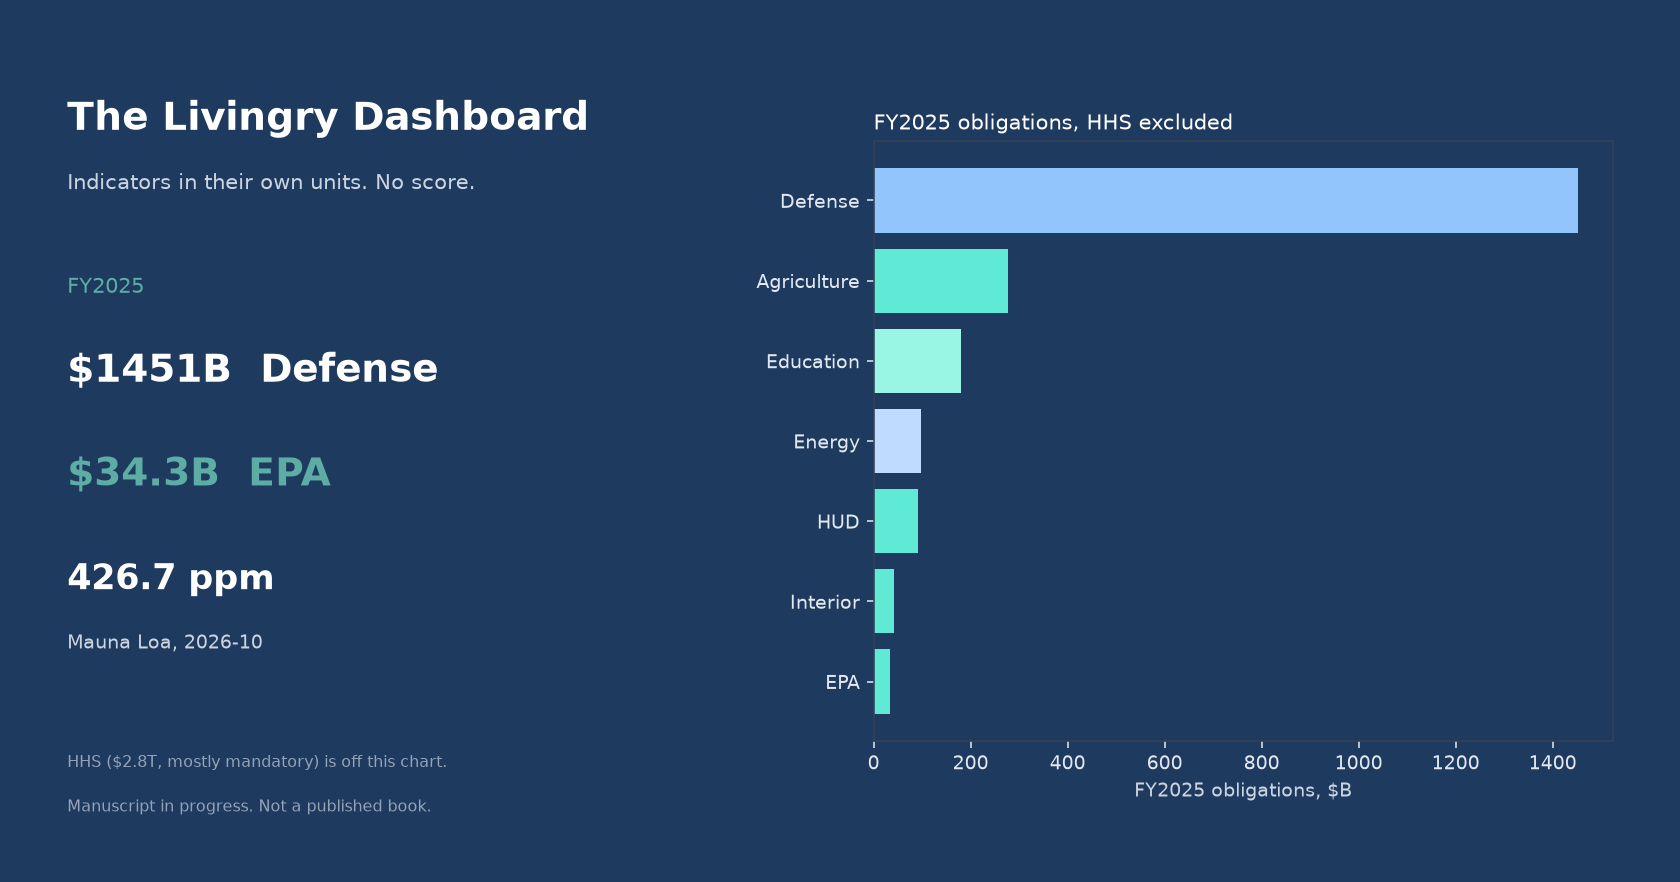 The Livingry Dashboard
Indicators in their own units. No score.
FY2025
$1451B  Defense
$34.3B  EPA
426.7 ppm
Mauna Loa, 2026-10
HHS ($2.8T, mostly mandatory) is off this chart.
Manuscript in progress. Not a published book.
FY2025 obligations, HHS excluded
Defense
Agriculture
Education
Energy
HUD
Interior
EPA
0 200 400 600 800 1000 1200 1400
FY2025 obligations, $B